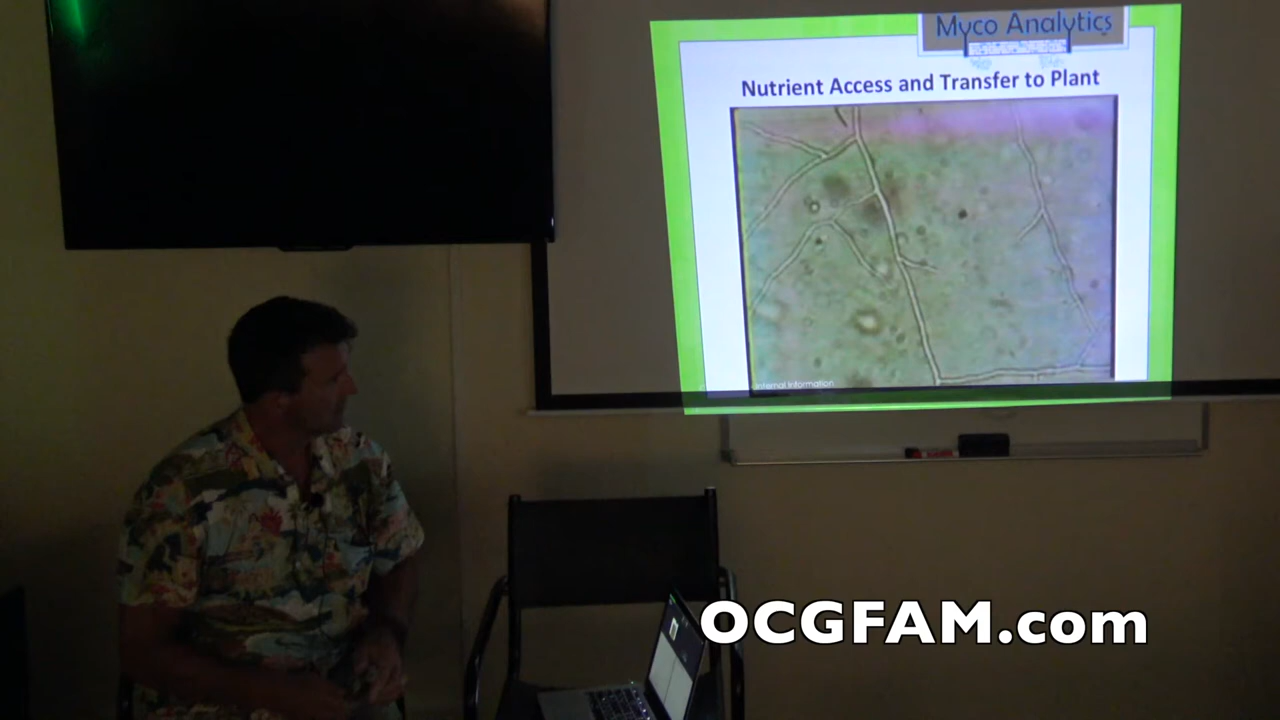 Myco Analytics
Nutrient Access and Transfer to Plant
Internal Information
OCGFAM.com